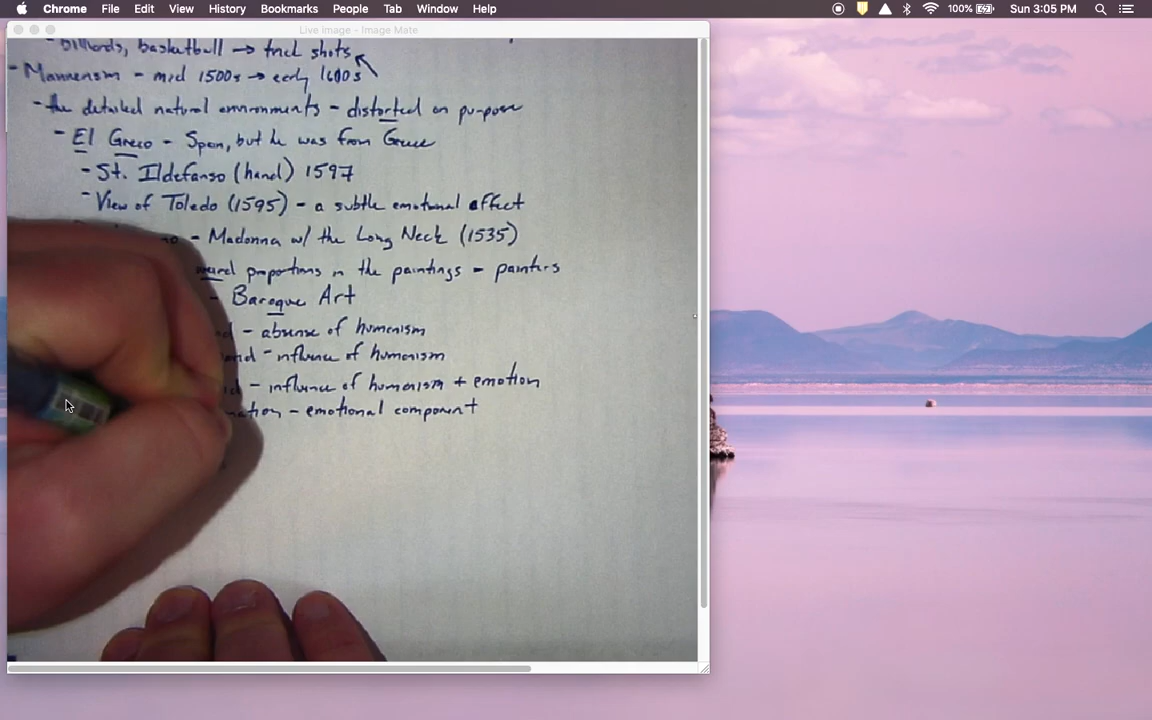 Chrome File Edit View History Bookmarks People Tab Window Help 100% Sun 3:05 PM
Live Image - Image Mate
- billiards, basketball → trick shots
- Mannerism - mid 1500s → early 1600s
- the detailed natural environments - distorted on purpose
- El Greco - Spain, but he was from Greece
- St. Ildefonso (hand) 1597
- View of Toledo (1595) - a subtle emotional affect
- Madonna w/ the Long Neck (1535)
weird proportions in the paintings - painters
- Baroque Art
- absense of humanism
- influence of humanism
- influence of humanism + emotion
- emotional component